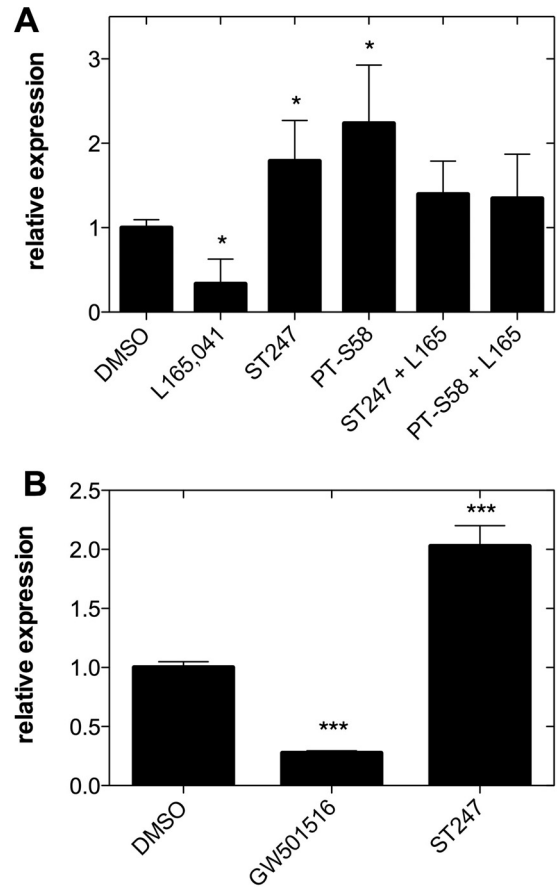 A
relative expression
3
2
1
0
*
*
*
DMSO
L165,041
ST247
PT-S58
ST247 + L165
PT-S58 + L165
B
relative expression
2.5
2.0
1.5
1.0
0.5
0.0
***
***
DMSO
GW501516
ST247